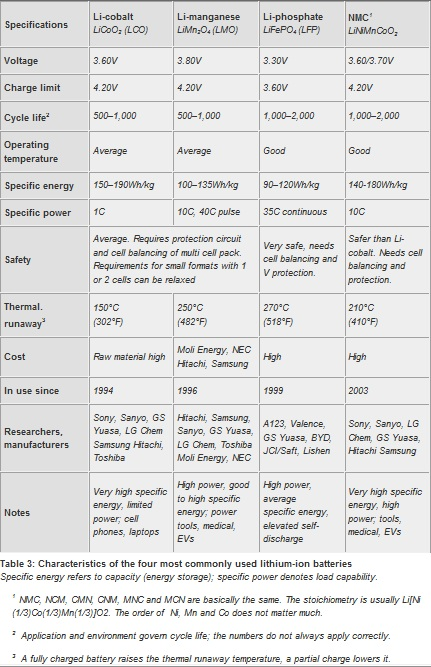 Specifications
Li-cobalt
LiCoO₂ (LCO)
Li-manganese
LiMn₂O₄ (LMO)
Li-phosphate
LiFePO₄ (LFP)
NMC¹
LiNiMnCoO₂
Voltage
3.60V
3.80V
3.30V
3.60/3.70V
Charge limit
4.20V
4.20V
3.60V
4.20V
Cycle life²
500–1,000
500–1,000
1,000–2,000
1,000–2,000
Operating
temperature
Average
Average
Good
Good
Specific energy
150–190Wh/kg
100–135Wh/kg
90–120Wh/kg
140-180Wh/kg
Specific power
1C
10C, 40C pulse
35C continuous
10C
Safety
Average. Requires protection circuit
and cell balancing of multi cell pack.
Requirements for small formats with 1
or 2 cells can be relaxed
Very safe, needs
cell balancing and
V protection.
Safer than Li-
cobalt. Needs cell
balancing and
protection.
Thermal.
runaway³
150°C
(302°F)
250°C
(482°F)
270°C
(518°F)
210°C
(410°F)
Cost
Raw material high
Moli Energy, NEC
Hitachi, Samsung
High
High
In use since
1994
1996
1999
2003
Researchers,
manufacturers
Sony, Sanyo, GS
Yuasa, LG Chem
Samsung Hitachi,
Toshiba
Hitachi, Samsung,
Sanyo, GS Yuasa,
LG Chem, Toshiba
Moli Energy, NEC
A123, Valence,
GS Yuasa, BYD,
JCI/Saft, Lishen
Sony, Sanyo, LG
Chem, GS Yuasa,
Hitachi Samsung
Notes
Very high specific
energy, limited
power; cell
phones, laptops
High power, good
to high specific
energy; power
tools, medical,
EVs
High power,
average
specific energy,
elevated self-
discharge
Very high specific
energy, high
power; tools,
medical, EVs
Table 3: Characteristics of the four most commonly used lithium-ion batteries
Specific energy refers to capacity (energy storage); specific power denotes load capability.
¹ NMC, NCM, CMN, CNM, MNC and MCN are basically the same. The stoichiometry is usually Li[Ni
(1/3)Co(1/3)Mn(1/3)]O2. The order of Ni, Mn and Co does not matter much.
² Application and environment govern cycle life; the numbers do not always apply correctly.
³ A fully charged battery raises the thermal runaway temperature, a partial charge lowers it.